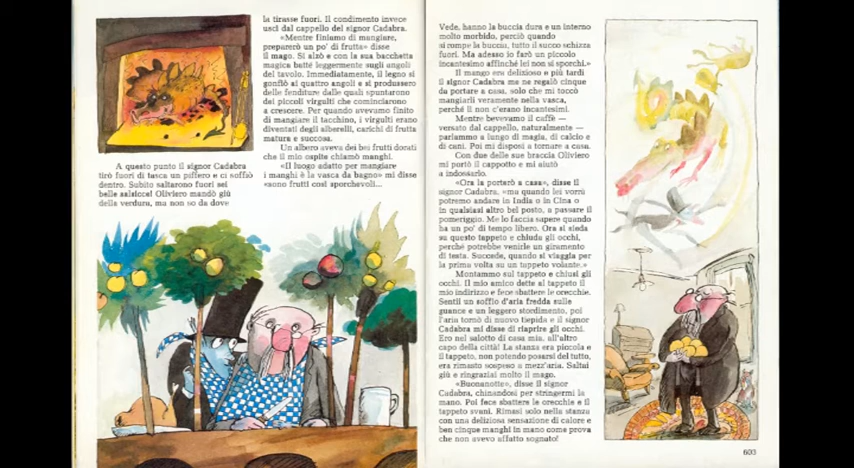 A questo punto il signor Cadabra
tirò fuori di tasca un piffero e ci soffiò
dentro. Subito saltarono fuori sei
belle salsicce! Oliviero mandò giù
della verdura, ma non so da dove
la tirasse fuori. Il condimento invece
uscì dal cappello del signor Cadabra.
«Mentre finiamo di mangiare,
preparerò un po' di frutta» disse
il mago. Si alzò e con la sua bacchetta
magica batté leggermente sugli angoli
del tavolo. Immediatamente, il legno si
gonfiò ai quattro angoli e si produssero
delle fenditure dalle quali spuntarono
dei piccoli virgulti che cominciarono
a crescere. Per quando avevamo finito
di mangiare il tacchino, i virgulti erano
diventati degli alberelli, carichi di frutta
matura e succosa.
Un albero aveva dei bei frutti dorati
che il mio ospite chiamò manghi.
«Il luogo adatto per mangiare
i manghi è la vasca da bagno» mi disse
«sono frutti così sporchevoli...
Vede, hanno la buccia dura e un interno
molto morbido, perciò quando
si rompe la buccia, tutto il succo schizza
fuori. Ma adesso io farò un piccolo
incantesimo affinché lei non si sporchi.»
Il mango era delizioso e più tardi
il signor Cadabra me ne regalò cinque
da portare a casa, solo che mi toccò
mangiarli veramente nella vasca,
perché lì non c'erano incantesimi.
Mentre bevevamo il caffè —
versato dal cappello, naturalmente —
parlammo a lungo di magia, di calcio e
di cani. Poi mi disposi a tornare a casa.
Con due delle sue braccia Oliviero
mi portò il cappotto e mi aiutò
a indossarlo.
«Ora la porterò a casa», disse il
signor Cadabra, «ma quando lei vorrà
potremo andare in India o in Cina o
in qualsiasi altro bel posto, a passare il
pomeriggio. Me lo faccia sapere quando
ha un po' di tempo libero. Ora si sieda
su questo tappeto e chiuda gli occhi,
perché potrebbe venirle un giramento
di testa. Succede, quando si viaggia per
la prima volta su un tappeto volante.»
Montammo sul tappeto e chiusi gli
occhi. Il mio amico dette al tappeto il
mio indirizzo e fece sbattere le orecchie.
Sentii un soffio d'aria fredda sulle
guance e un leggero stordimento, poi
l'aria tornò di nuovo tiepida e il signor
Cadabra mi disse di riaprire gli occhi.
Ero nel salotto di casa mia, all'altro
capo della città! La stanza era piccola e
il tappeto, non potendo posarsi del tutto,
era rimasto sospeso a mezz'aria. Saltai
giù e ringraziai molto il mago.
«Buonanotte», disse il signor
Cadabra, chinandosi per stringermi la
mano. Poi fece sbattere le orecchie e il
tappeto svanì. Rimasi solo nella stanza
con una deliziosa sensazione di calore e
ben cinque manghi in mano come prova
che non avevo affatto sognato!
603